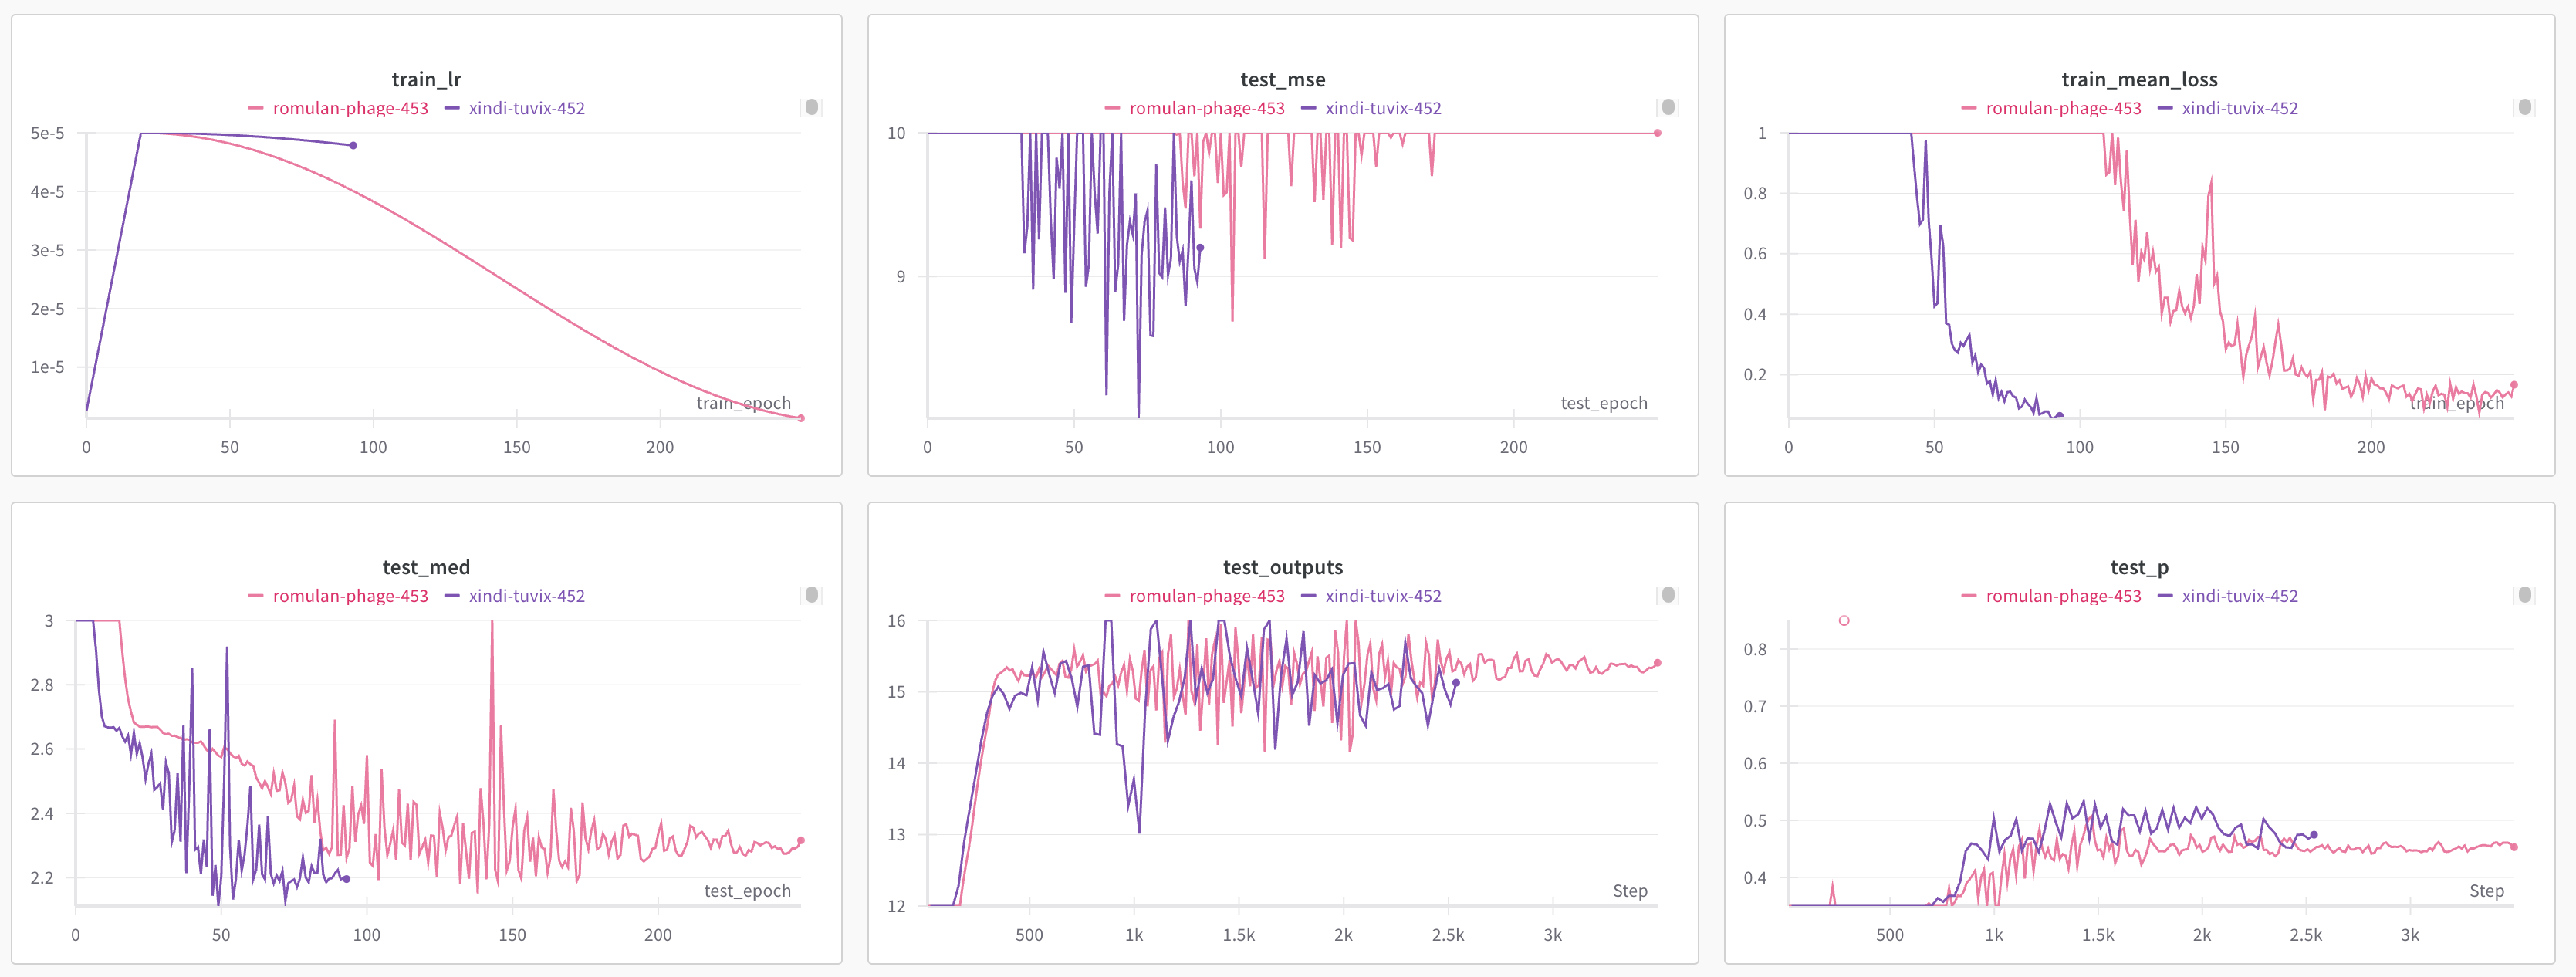 train_lr
romulan-phage-453 xindi-tuvix-452
5e-5
4e-5
3e-5
2e-5
1e-5
train_epoch
0 50 100 150 200
test_mse
romulan-phage-453 xindi-tuvix-452
10
9
test_epoch
0 50 100 150 200
train_mean_loss
romulan-phage-453 xindi-tuvix-452
1
0.8
0.6
0.4
0.2
train_epoch
0 50 100 150 200
test_med
romulan-phage-453 xindi-tuvix-452
3
2.8
2.6
2.4
2.2
test_epoch
0 50 100 150 200
test_outputs
romulan-phage-453 xindi-tuvix-452
16
15
14
13
12
Step
500 1k 1.5k 2k 2.5k 3k
test_p
romulan-phage-453 xindi-tuvix-452
0.8
0.7
0.6
0.5
0.4
Step
500 1k 1.5k 2k 2.5k 3k